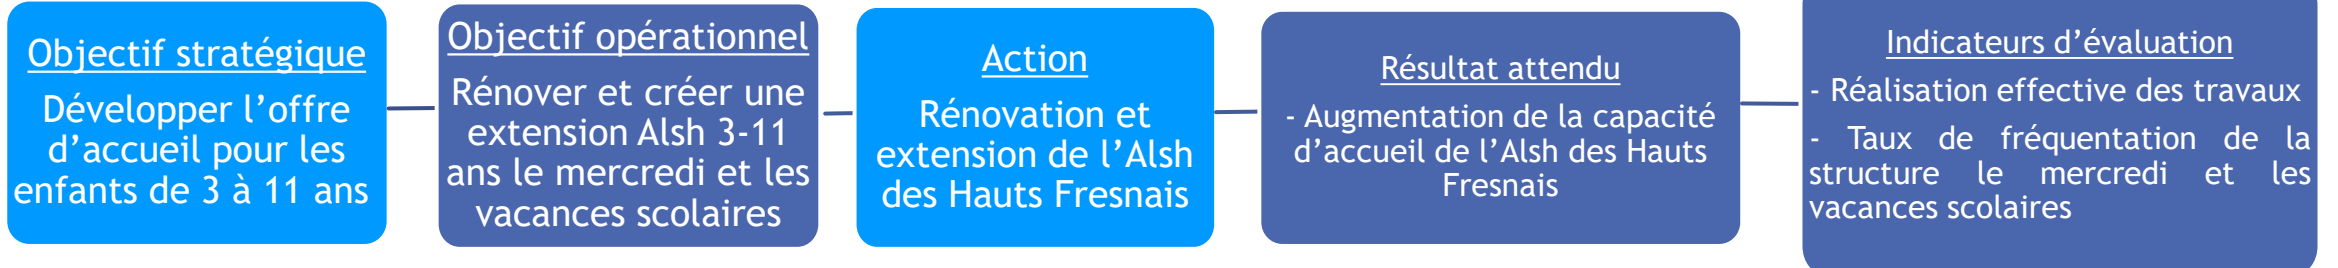 Objectif stratégique
Développer l’offre
d’accueil pour les
enfants de 3 à 11 ans
Objectif opérationnel
Rénover et créer une
extension Alsh 3-11
ans le mercredi et les
vacances scolaires
Action
Rénovation et
extension de l’Alsh
des Hauts Fresnais
Résultat attendu
- Augmentation de la capacité
d’accueil de l’Alsh des Hauts
Fresnais
Indicateurs d’évaluation
- Réalisation effective des travaux
- Taux de fréquentation de la
structure le mercredi et les
vacances scolaires